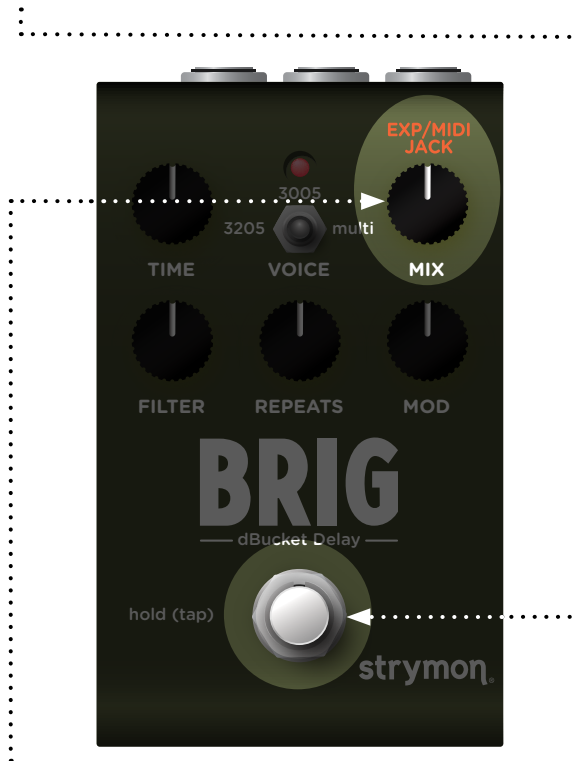 EXP/MIDI
JACK
3005
3205
multi
TIME
VOICE
MIX
FILTER
REPEATS
MOD
BRIG
dBucket Delay
hold (tap)
strymon®